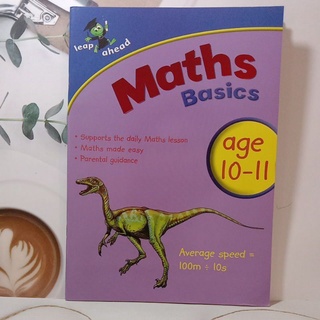 leap ahead
Maths
Basics
• Supports the daily Maths lesson
• Maths made easy
• Parental guidance
age
10-11
Average speed =
100m ÷ 10s